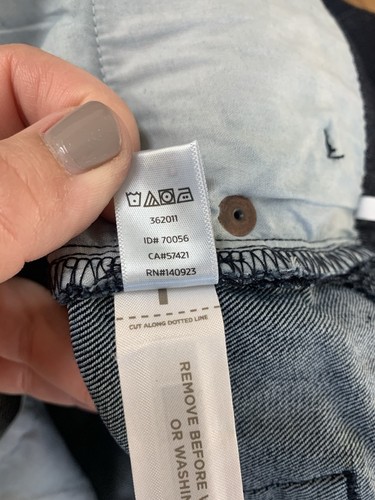 362011
ID# 70056
CA#57421
RN#140923
CUT ALONG DOTTED LINE
REMOVE BEFORE
OR WASHIN